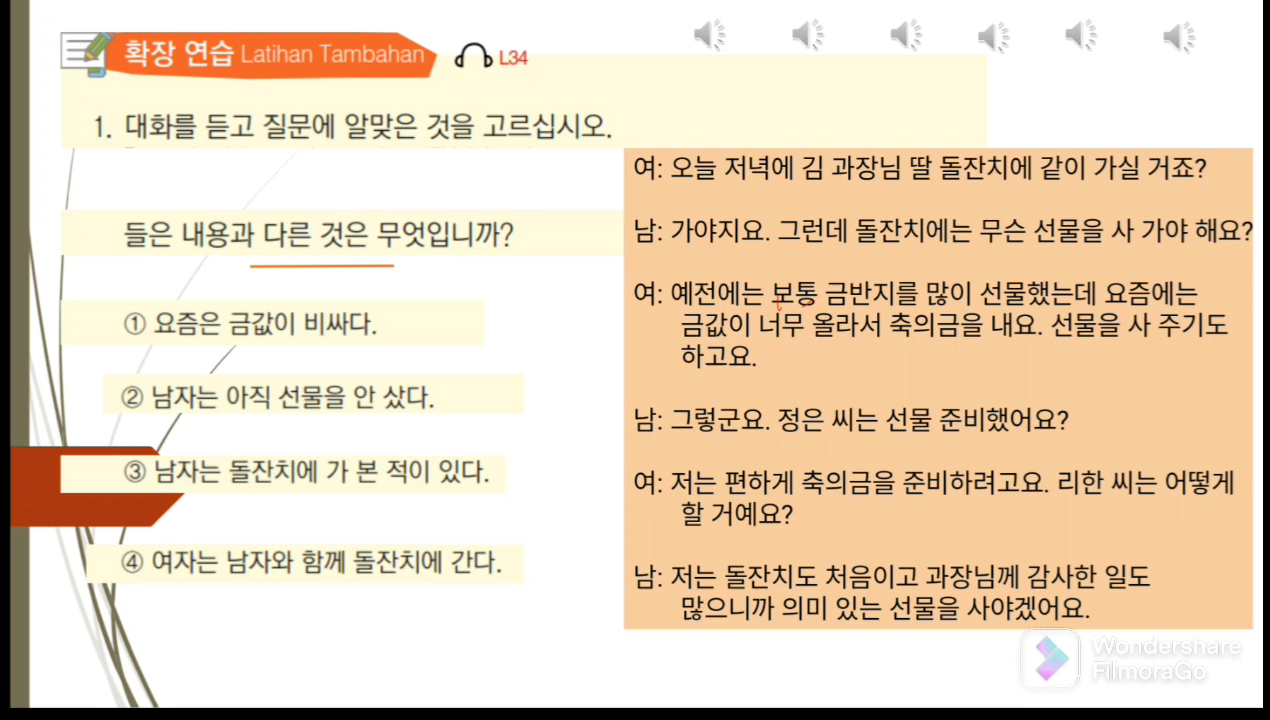 확장 연습 Latihan Tambahan
L34
1. 대화를 듣고 질문에 알맞은 것을 고르십시오.
들은 내용과 다른 것은 무엇입니까?
① 요즘은 금값이 비싸다.
② 남자는 아직 선물을 안 샀다.
③ 남자는 돌잔치에 가 본 적이 있다.
④ 여자는 남자와 함께 돌잔치에 간다.
여: 오늘 저녁에 김 과장님 딸 돌잔치에 같이 가실 거죠?
남: 가야지요. 그런데 돌잔치에는 무슨 선물을 사 가야 해요?
여: 예전에는 보통 금반지를 많이 선물했는데 요즘에는
금값이 너무 올라서 축의금을 내요. 선물을 사 주기도
하고요.
남: 그렇군요. 정은 씨는 선물 준비했어요?
여: 저는 편하게 축의금을 준비하려고요. 리한 씨는 어떻게
할 거예요?
남: 저는 돌잔치도 처음이고 과장님께 감사한 일도
많으니까 의미 있는 선물을 사야겠어요.
Wondershare
FilmoraGo